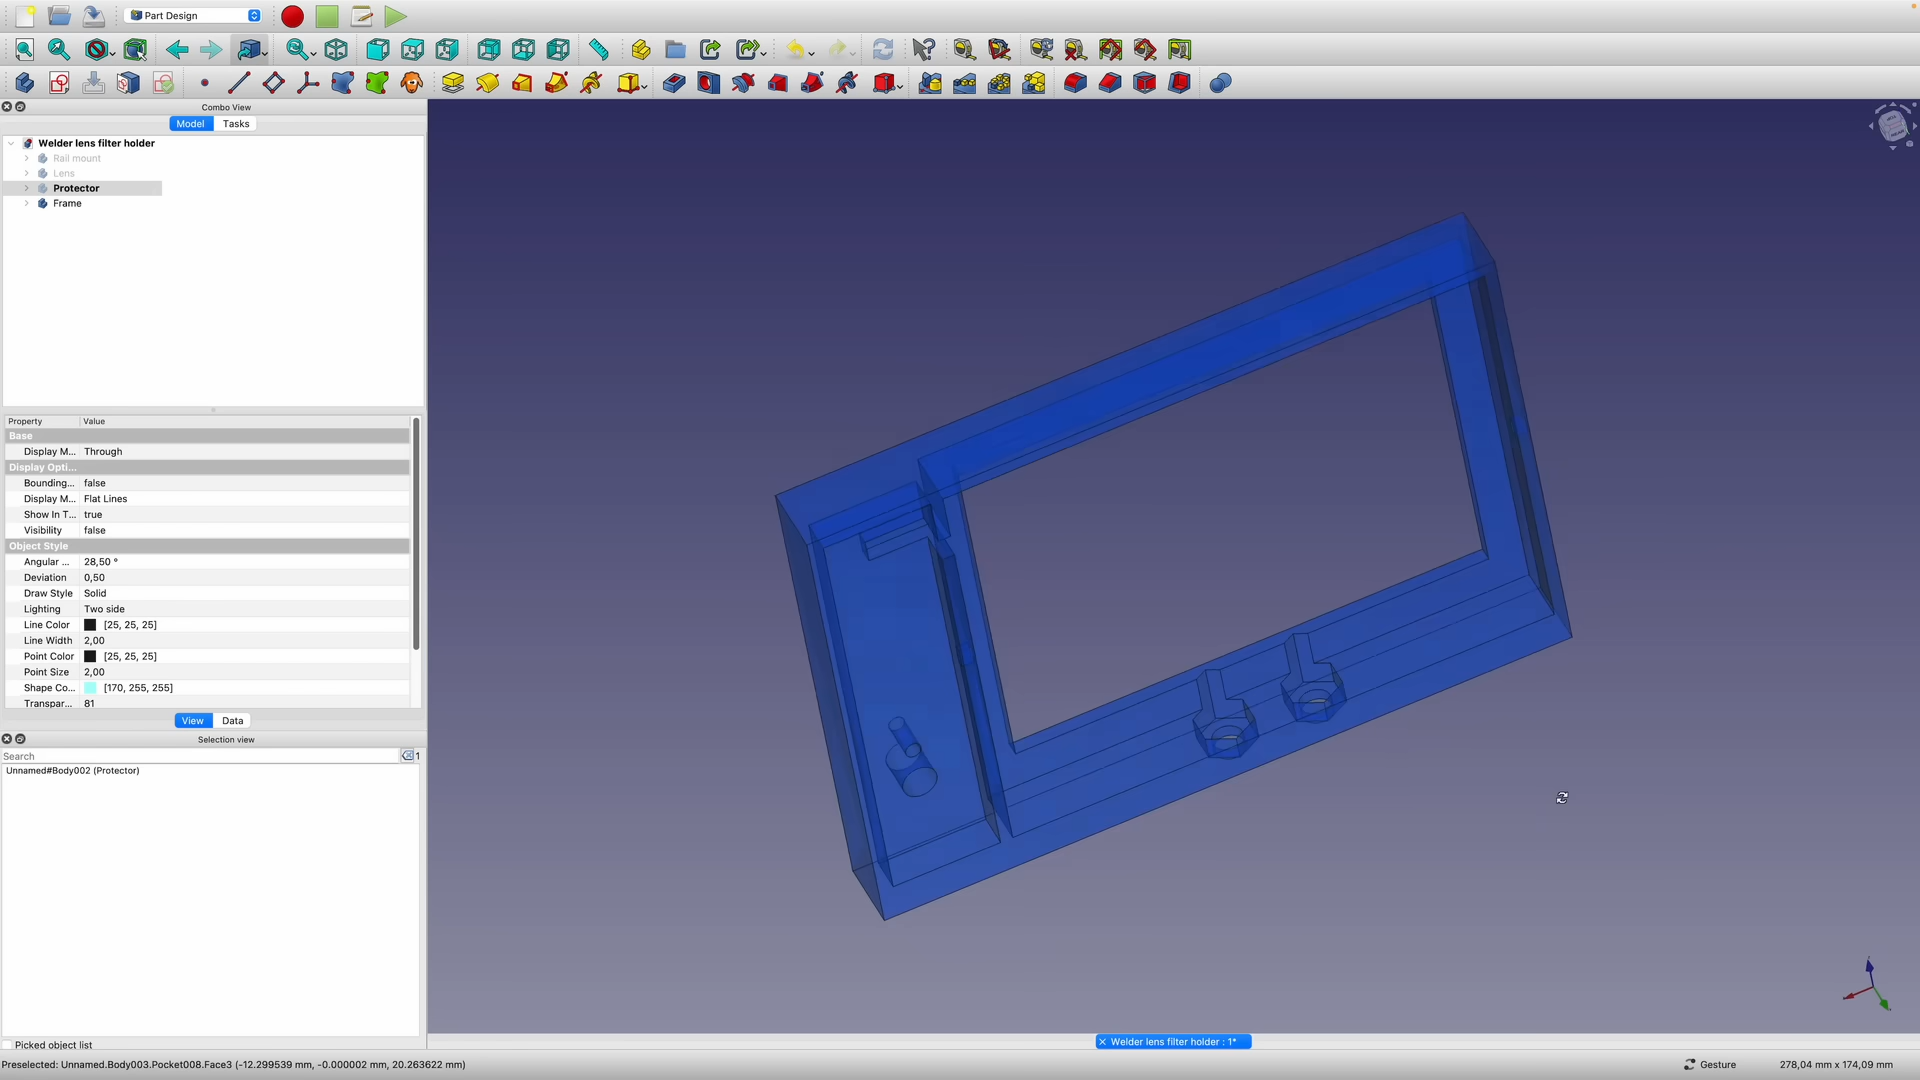 Part Design
Combo View
Model
Tasks
Welder lens filter holder
Rail mount
Lens
Protector
Frame
Property
Value
Base
Display M...
Through
Display Opti...
Bounding...
false
Display M...
Flat Lines
Show In T...
true
Visibility
false
Object Style
Angular ...
28,50 °
Deviation
0,50
Draw Style
Solid
Lighting
Two side
Line Color
[25, 25, 25]
Line Width
2,00
Point Color
[25, 25, 25]
Point Size
2,00
Shape Co...
[170, 255, 255]
Transpar...
81
View
Data
Selection view
Search
1
Unnamed#Body002 (Protector)
Picked object list
Welder lens filter holder : 1*
Preselected: Unnamed.Body003.Pocket008.Face3 (-12.299539 mm, -0.000002 mm, 20.263622 mm)
Gesture
278,04 mm x 174,09 mm